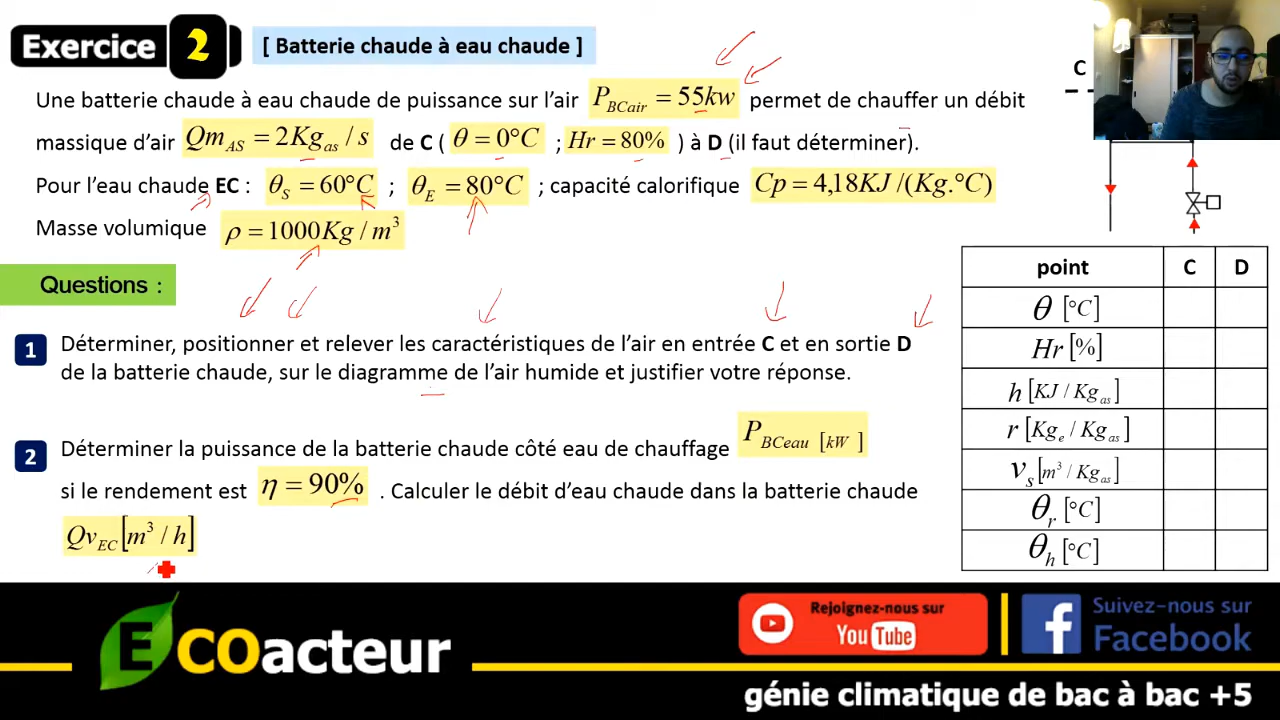 Exercice 2 [ Batterie chaude à eau chaude ]
Une batterie chaude à eau chaude de puissance sur l'air P_BCair = 55kw permet de chauffer un débit
massique d'air Qm_AS = 2Kg_as / s de C ( θ = 0°C ; Hr = 80% ) à D (il faut déterminer).
Pour l'eau chaude EC : θ_S = 60°C ; θ_E = 80°C ; capacité calorifique Cp = 4,18KJ /(Kg.°C)
Masse volumique ρ = 1000Kg / m³
Questions :
1 Déterminer, positionner et relever les caractéristiques de l'air en entrée C et en sortie D
de la batterie chaude, sur le diagramme de l'air humide et justifier votre réponse.
2 Déterminer la puissance de la batterie chaude côté eau de chauffage P_BCeau [kW]
si le rendement est η = 90% . Calculer le débit d'eau chaude dans la batterie chaude
Qv_EC [m³ / h]
C
point C D
θ [°C]
Hr [%]
h [KJ / Kg_as]
r [Kg_e / Kg_as]
v_s [m³ / Kg_as]
θ_r [°C]
θ_h [°C]
ECOacteur
Rejoignez-nous sur
YouTube
Suivez-nous sur
Facebook
génie climatique de bac à bac +5